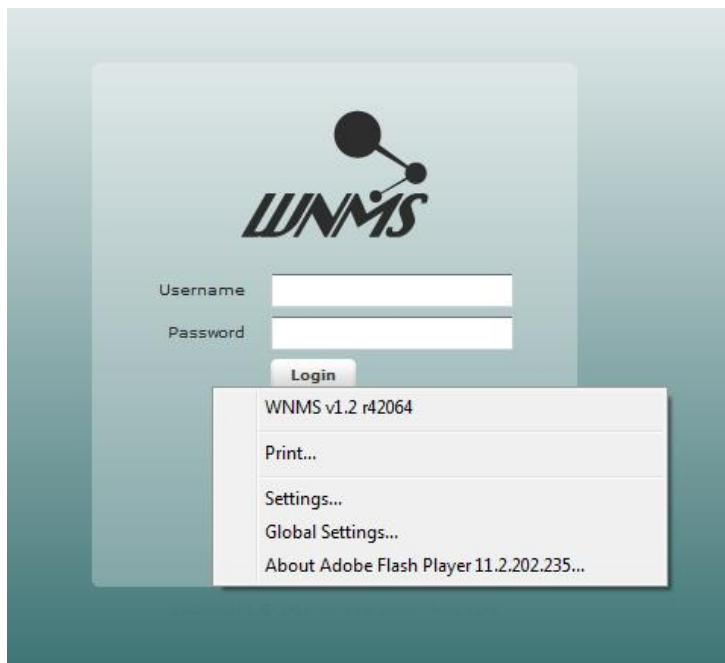 WNMS
Username
Password
Login
WNMS v1.2 r42064
Print...
Settings...
Global Settings...
About Adobe Flash Player 11.2.202.235...